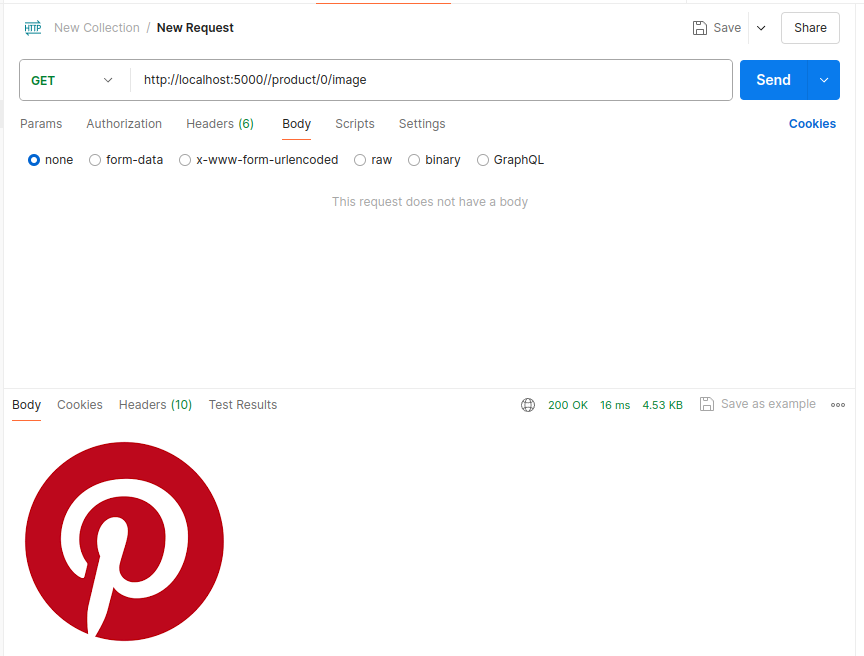 HTTP New Collection / New Request Save Share
GET http://localhost:5000//product/0/image Send
Params Authorization Headers (6) Body Scripts Settings Cookies
none form-data x-www-form-urlencoded raw binary GraphQL
This request does not have a body
Body Cookies Headers (10) Test Results 200 OK 16 ms 4.53 KB Save as example